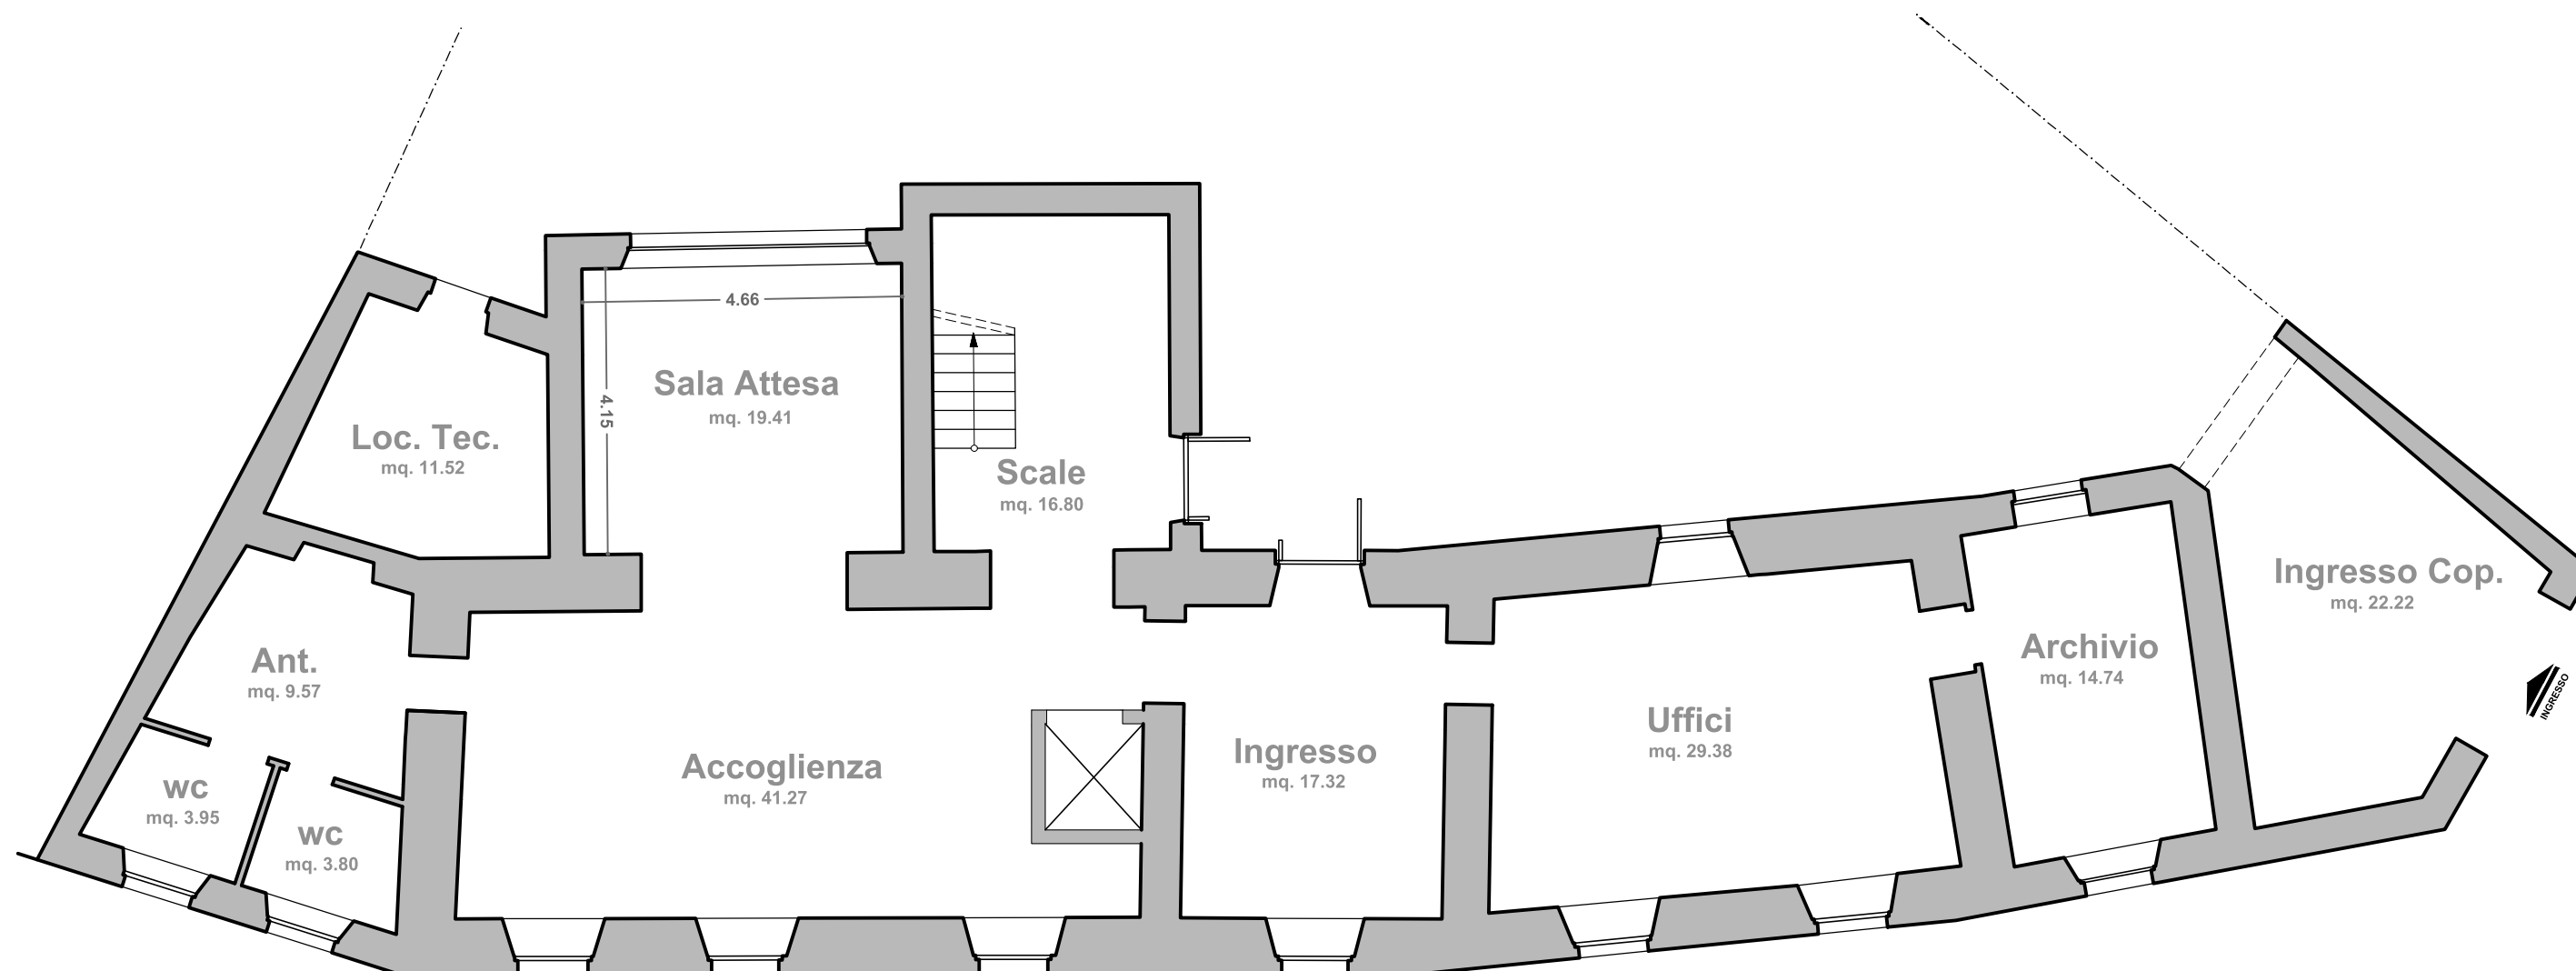 4.66
4.15
Sala Attesa
mq. 19.41
Loc. Tec.
mq. 11.52
Scale
mq. 16.80
Ingresso Cop.
mq. 22.22
Ant.
mq. 9.57
Archivio
mq. 14.74
INGRESSO
Uffici
mq. 29.38
Ingresso
mq. 17.32
Accoglienza
mq. 41.27
wc
mq. 3.95
wc
mq. 3.80